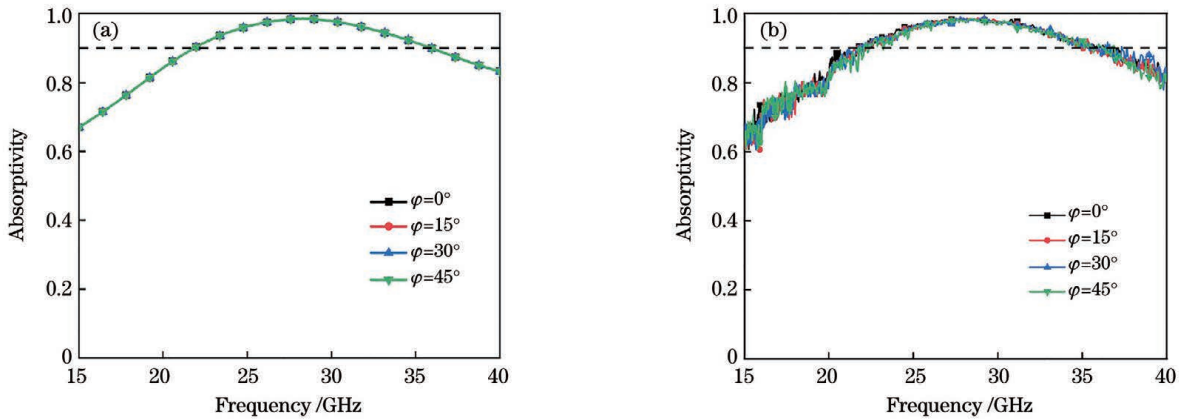 (a)
1.0
0.8
0.6
0.4
0.2
0
Absorptivity
φ=0°
φ=15°
φ=30°
φ=45°
15 20 25 30 35 40
Frequency /GHz
(b)
1.0
0.8
0.6
0.4
0.2
0
Absorptivity
φ=0°
φ=15°
φ=30°
φ=45°
15 20 25 30 35 40
Frequency /GHz